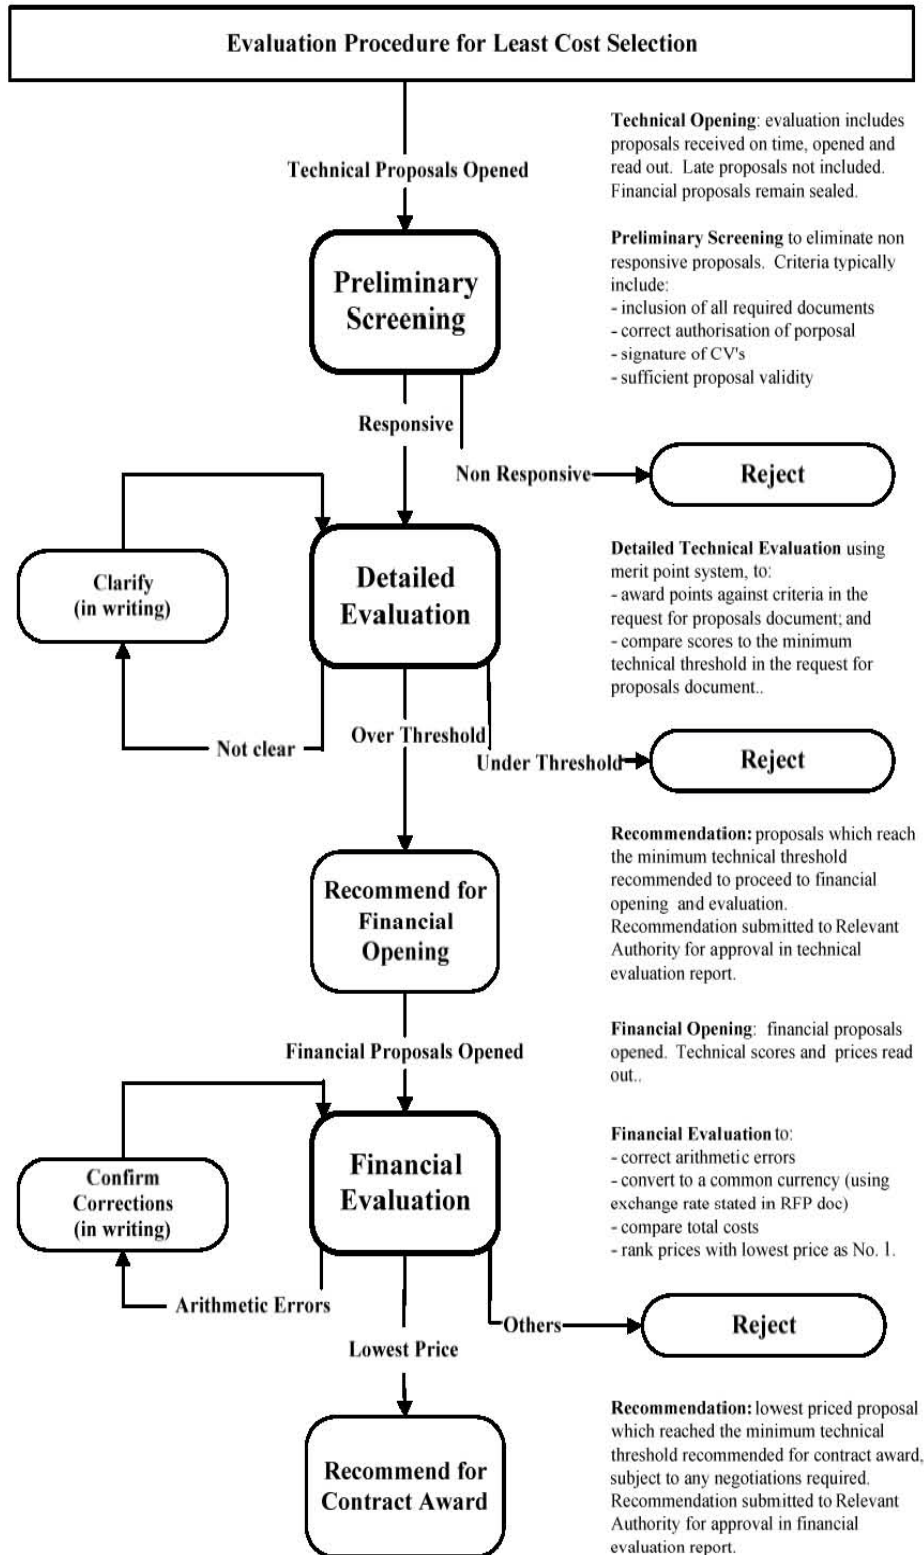 Evaluation Procedure for Least Cost Selection
Technical Opening: evaluation includes
proposals received on time, opened and
read out.  Late proposals not included.
Financial proposals remain sealed.
Technical Proposals Opened
Preliminary Screening to eliminate non
responsive proposals.  Criteria typically
include:
- inclusion of all required documents
- correct authorisation of porposal
- signature of CV's
- sufficient proposal validity
Preliminary
Screening
Responsive
Non Responsive
Reject
Detailed Technical Evaluation using
merit point system, to:
- award points against criteria in the
request for proposals document; and
- compare scores to the minimum
technical threshold in the request for
proposals document..
Detailed
Evaluation
Clarify
(in writing)
Not clear
Over Threshold
Under Threshold
Reject
Recommendation: proposals which reach
the minimum technical threshold
recommended to proceed to financial
opening  and evaluation.
Recommendation submitted to Relevant
Authority for approval in technical
evaluation report.
Recommend for
Financial
Opening
Financial Opening:  financial proposals
opened.  Technical scores and prices read
out..
Financial Proposals Opened
Financial Evaluation to:
- correct arithmetic errors
- convert to a common currency (using
exchange rate stated in RFP doc)
- compare total costs
- rank prices with lowest price as No. 1.
Financial
Evaluation
Confirm
Corrections
(in writing)
Arithmetic Errors
Others
Reject
Lowest Price
Recommendation: lowest priced proposal
which reached the minimum technical
threshold recommended for contract award,
subject to any negotiations required.
Recommendation submitted to Relevant
Authority for approval in financial
evaluation report.
Recommend for
Contract Award